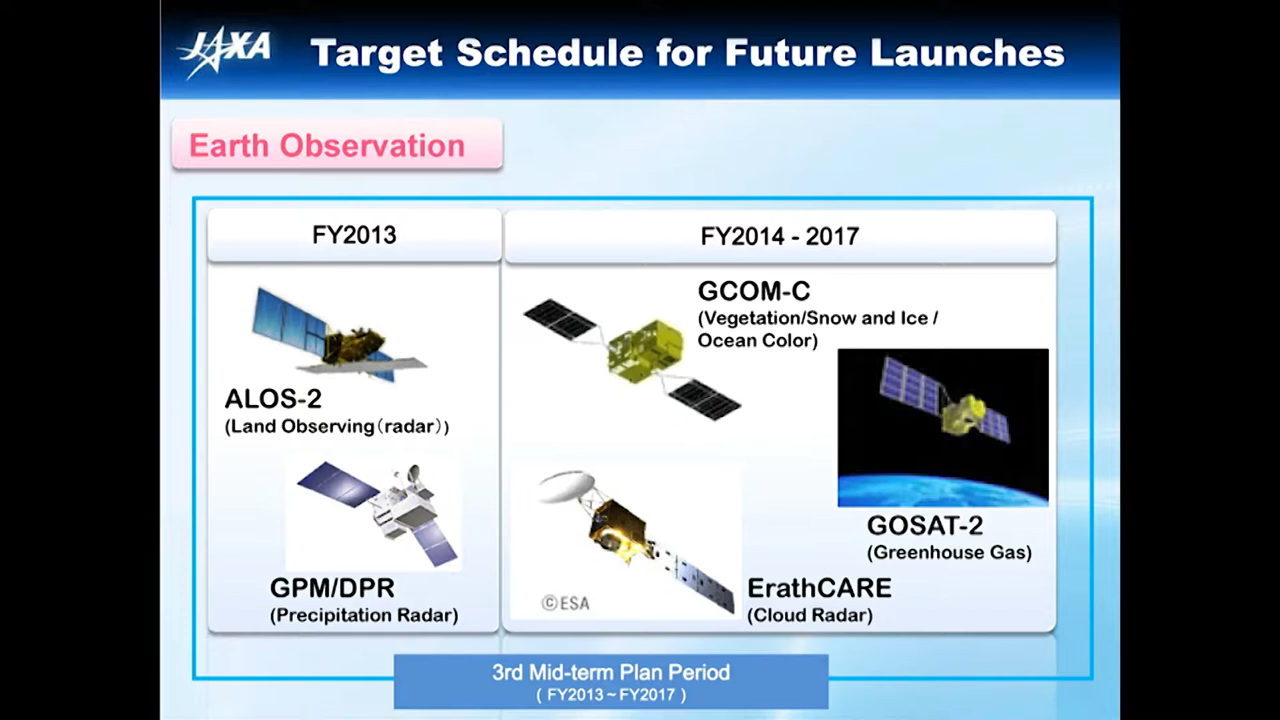 JAXA
Target Schedule for Future Launches
Earth Observation
FY2013
FY2014 - 2017
ALOS-2
(Land Observing（radar）)
GPM/DPR
(Precipitation Radar)
GCOM-C
(Vegetation/Snow and Ice /
Ocean Color)
GOSAT-2
(Greenhouse Gas)
©ESA
ErathCARE
(Cloud Radar)
3rd Mid-term Plan Period
（ FY2013～FY2017 ）